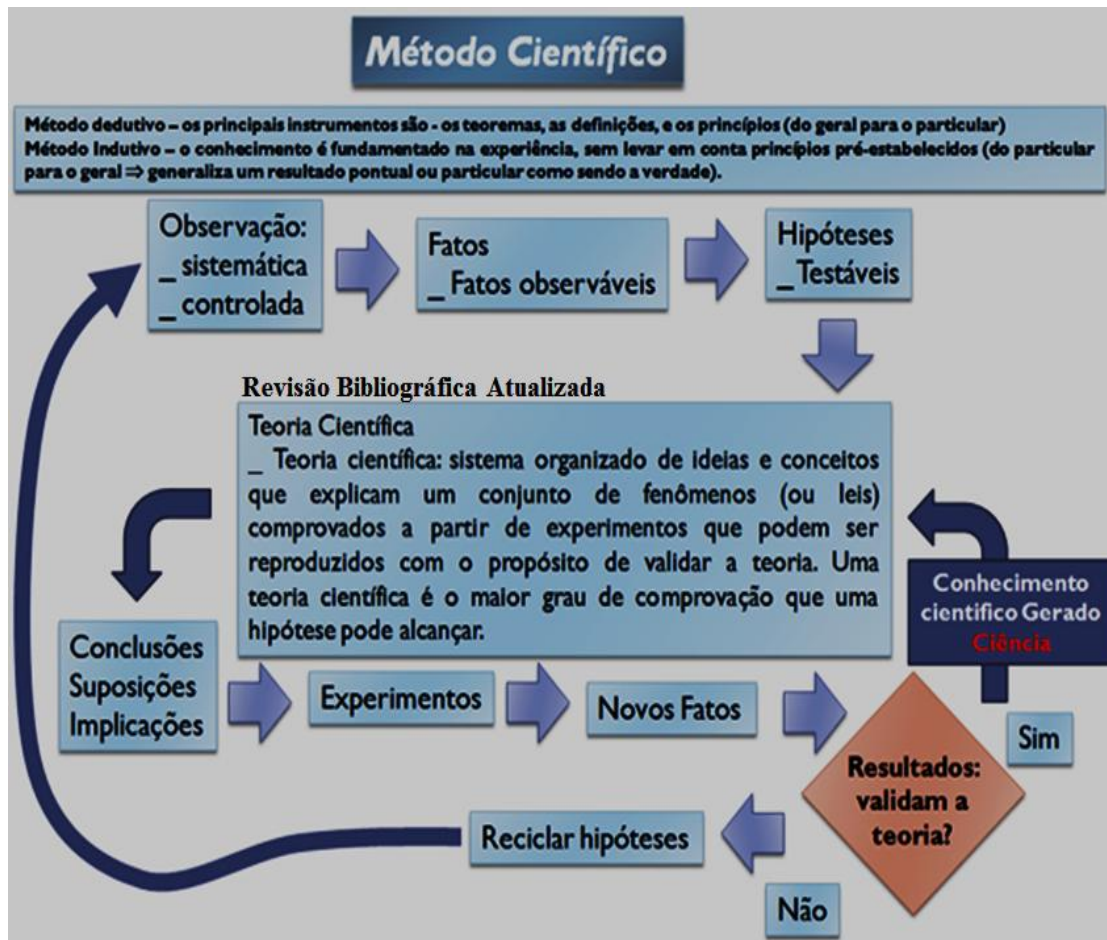 Método Científico
Método dedutivo – os principais instrumentos são - os teoremas, as definições, e os princípios (do geral para o particular)
Método Indutivo – o conhecimento é fundamentado na experiência, sem levar em conta princípios pré-estabelecidos (do particular
para o geral ⇒ generaliza um resultado pontual ou particular como sendo a verdade).
Observação:
_ sistemática
_ controlada
Fatos
_ Fatos observáveis
Hipóteses
_ Testáveis
Revisão Bibliográfica Atualizada
Teoria Científica
_ Teoria científica: sistema organizado de ideias e conceitos
que explicam um conjunto de fenômenos (ou leis)
comprovados a partir de experimentos que podem ser
reproduzidos com o propósito de validar a teoria. Uma
teoria científica é o maior grau de comprovação que uma
hipótese pode alcançar.
Conhecimento
cientifico Gerado
Ciência
Conclusões
Suposições
Implicações
Experimentos
Novos Fatos
Sim
Resultados:
validam a
teoria?
Reciclar hipóteses
Não